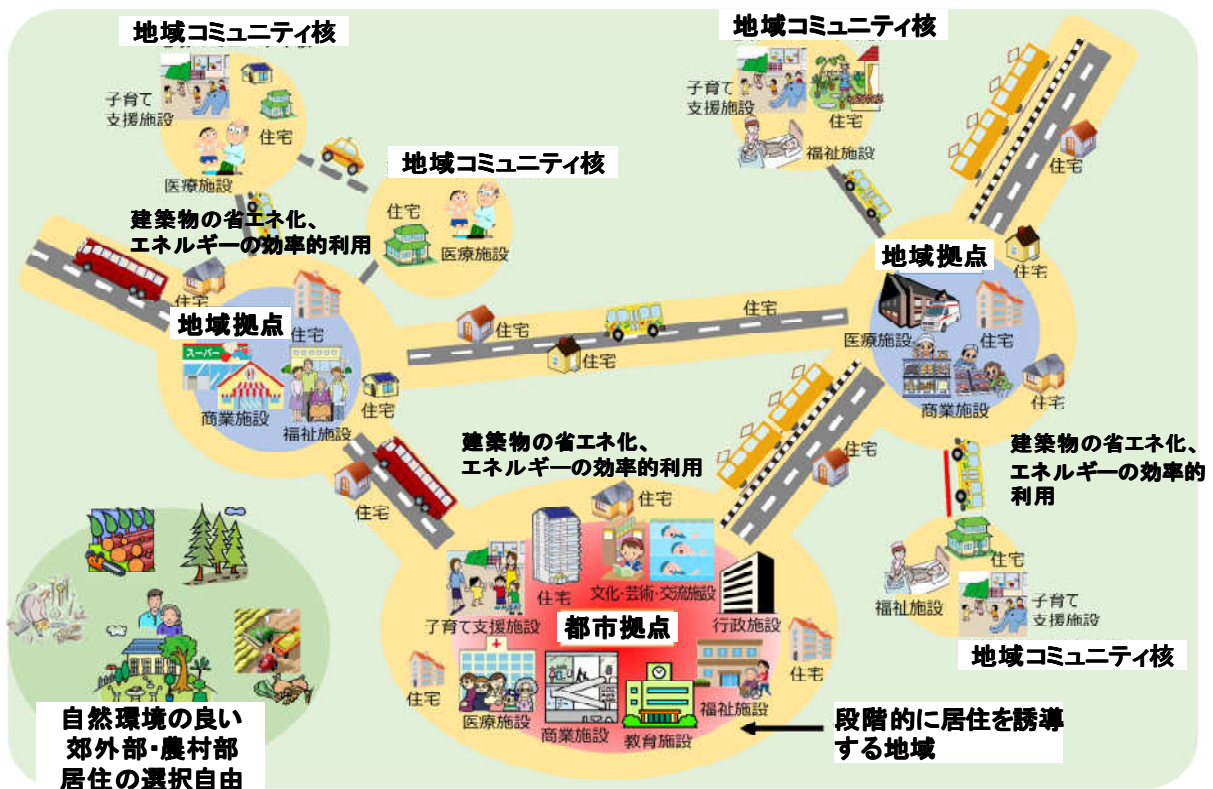 地域コミュニティ核
子育て
支援施設
住宅
医療施設
地域コミュニティ核
住宅
医療施設
地域コミュニティ核
子育て
支援施設
住宅
福祉施設
住宅
建築物の省エネ化、
エネルギーの効率的利用
住宅
地域拠点
住宅
スーパー
商業施設
福祉施設
住宅
住宅
住宅
住宅
地域拠点
住宅
医療施設
住宅
商業施設
住宅
住宅
建築物の省エネ化、
エネルギーの効率的利用
住宅
建築物の省エネ化、
エネルギーの効率的
利用
住宅
福祉施設
子育て
支援施設
地域コミュニティ核
住宅
子育て支援施設
住宅
文化・芸術・交流施設
行政施設
都市拠点
住宅
医療施設
商業施設
教育施設
福祉施設
住宅
段階的に居住を誘導
する地域
自然環境の良い
郊外部・農村部
居住の選択自由